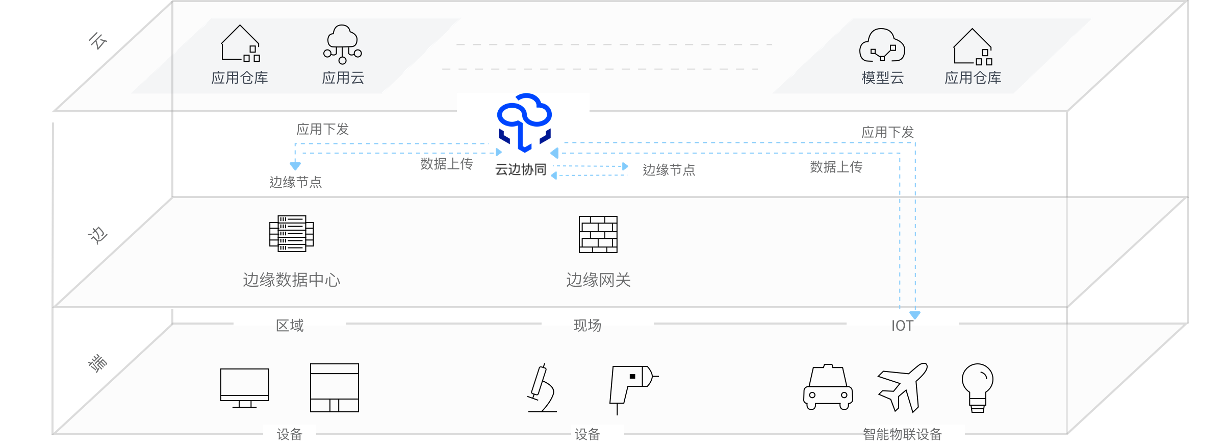 云
应用仓库
应用云
模型云
应用仓库
应用下发
应用下发
数据上传
云边协同
边缘节点
数据上传
边缘节点
边
边缘数据中心
边缘网关
区域
现场
IOT
端
设备
设备
智能物联设备